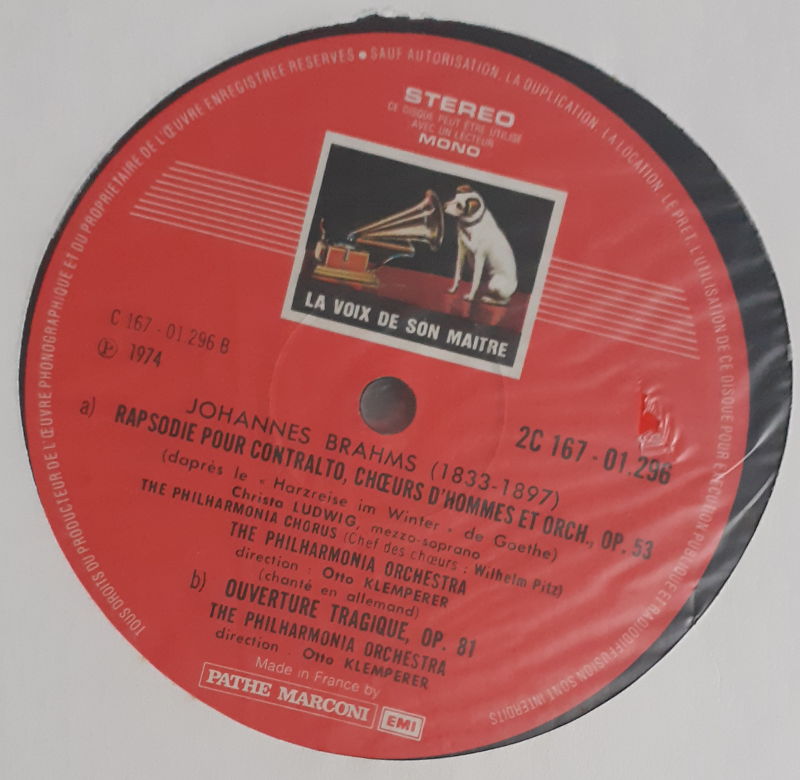 TOUS DROITS DU PRODUCTEUR DE L'ŒUVRE PHONOGRAPHIQUE ET DU PROPRIETAIRE DE L'ŒUVRE ENREGISTREE RESERVES ● SAUF AUTORISATION, LA DUPLICATION, LA LOCATION, LE PRET, L'UTILISATION DE CE DISQUE POUR EXECUTION PUBLIQUE ET RADIODIFFUSION SONT INTERDITS
STEREO
CE DISQUE PEUT ETRE UTILISE
AVEC UN LECTEUR
MONO
LA VOIX DE SON MAITRE
C 167 - 01.296 B
Ⓟ 1974
2C 167 - 01.296
JOHANNES BRAHMS (1833-1897)
a) RAPSODIE POUR CONTRALTO, CHŒURS D'HOMMES ET ORCH., OP. 53
(daprès le « Harzreise im Winter » de Goethe)
Christa LUDWIG, mezzo-soprano
THE PHILHARMONIA CHORUS (Chef des chœurs : Wilhelm Pitz)
THE PHILHARMONIA ORCHESTRA
direction : Otto KLEMPERER
(chanté en allemand)
b) OUVERTURE TRAGIQUE, OP. 81
THE PHILHARMONIA ORCHESTRA
direction : Otto KLEMPERER
Made in France by
PATHE MARCONI EMI